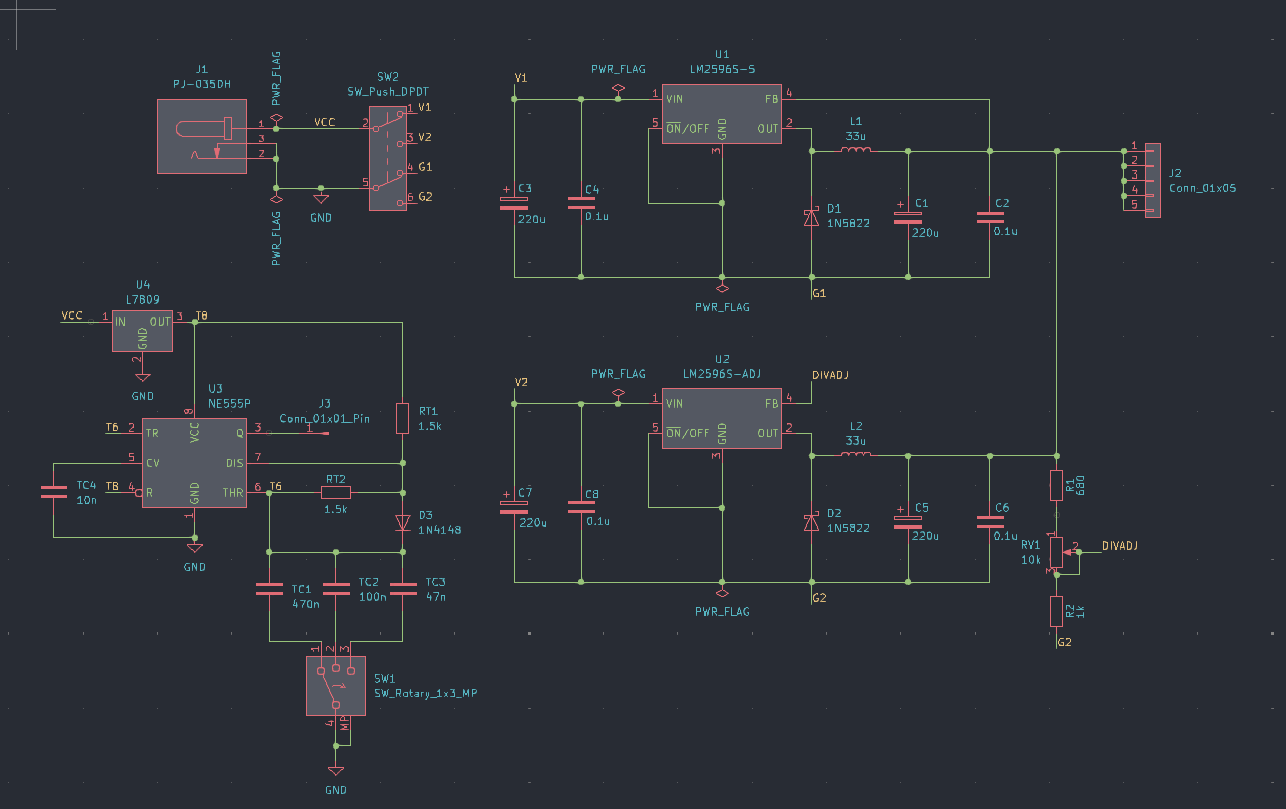 J1
PJ-035DH
1
3
2
PWR_FLAG
PWR_FLAG
VCC
GND
SW2
SW_Push_DPDT
2
5
1
V1
3
V2
4
G1
6
G2
V1
PWR_FLAG
U1
LM2596S-5
1
VIN
FB
4
5
ON/OFF
GND
OUT
2
3
L1
33u
C3
220u
C4
0.1u
D1
1N5822
C1
220u
C2
0.1u
PWR_FLAG
G1
1
2
3
4
5
J2
Conn_01x05
U4
L7809
VCC
1
IN
OUT
3
T8
GND
2
GND
U3
NE555P
8
T6
2
TR
VCC
Q
3
J3
Conn_01x01_Pin
1
5
CV
DIS
7
T8
4
R
GND
THR
6
T6
1
GND
TC4
10n
RT1
1.5k
RT2
1.5k
D3
1N4148
TC1
470n
TC2
100n
TC3
47n
1
2
3
SW1
SW_Rotary_1x3_MP
4
MP
GND
V2
PWR_FLAG
U2
LM2596S-ADJ
DIVADJ
1
VIN
FB
4
5
ON/OFF
GND
OUT
2
3
L2
33u
C7
220u
C8
0.1u
D2
1N5822
C5
220u
C6
0.1u
PWR_FLAG
G2
R1
680
RV1
10k
1
2
3
DIVADJ
R2
1k
G2